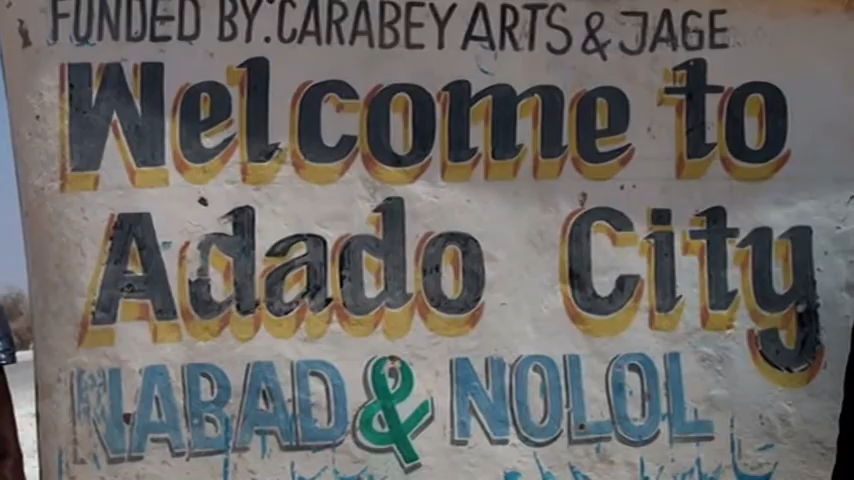 FUNDED BY: CARABEY ARTS & JAGE
Welcome to
Adado City
NABAD & NOLOL